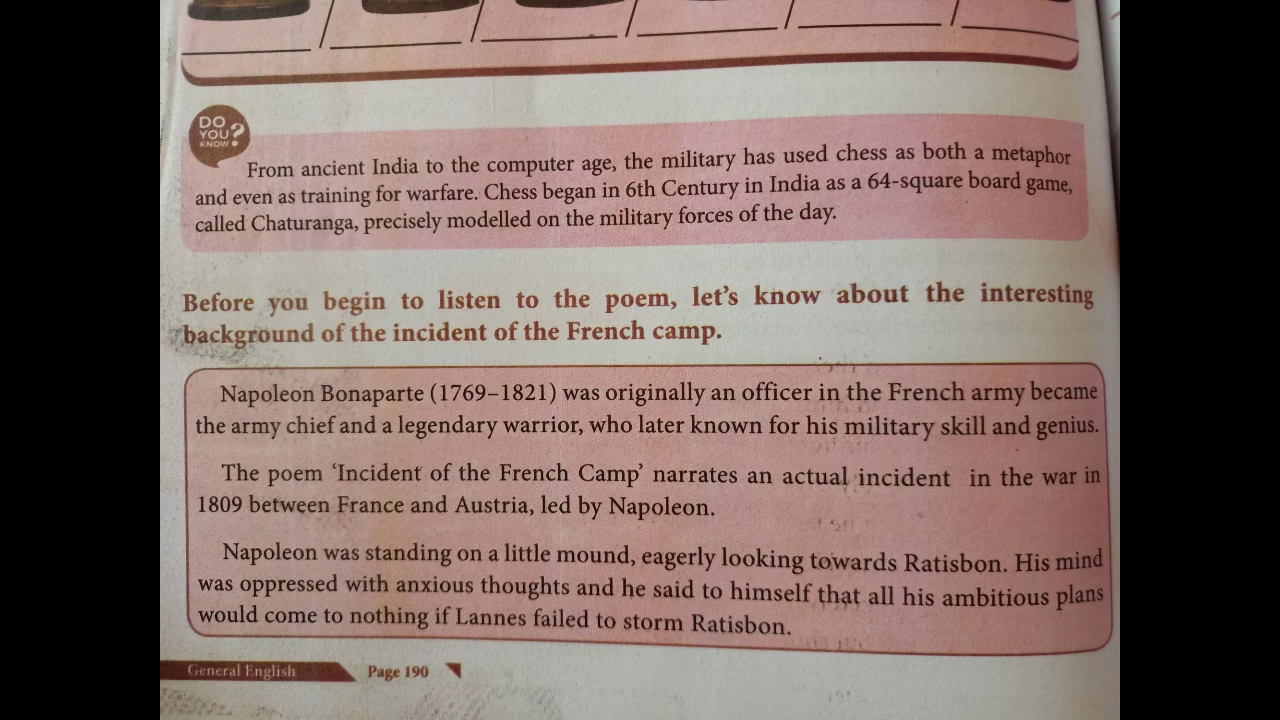 DO
YOU?
KNOW
From ancient India to the computer age, the military has used chess as both a metaphor
and even as training for warfare. Chess began in 6th Century in India as a 64-square board game,
called Chaturanga, precisely modelled on the military forces of the day.
Before you begin to listen to the poem, let's know about the interesting
background of the incident of the French camp.
Napoleon Bonaparte (1769–1821) was originally an officer in the French army became
the army chief and a legendary warrior, who later known for his military skill and genius.
The poem 'Incident of the French Camp' narrates an actual incident in the war in
1809 between France and Austria, led by Napoleon.
Napoleon was standing on a little mound, eagerly looking towards Ratisbon. His mind
was oppressed with anxious thoughts and he said to himself that all his ambitious plans
would come to nothing if Lannes failed to storm Ratisbon.
General English Page 190